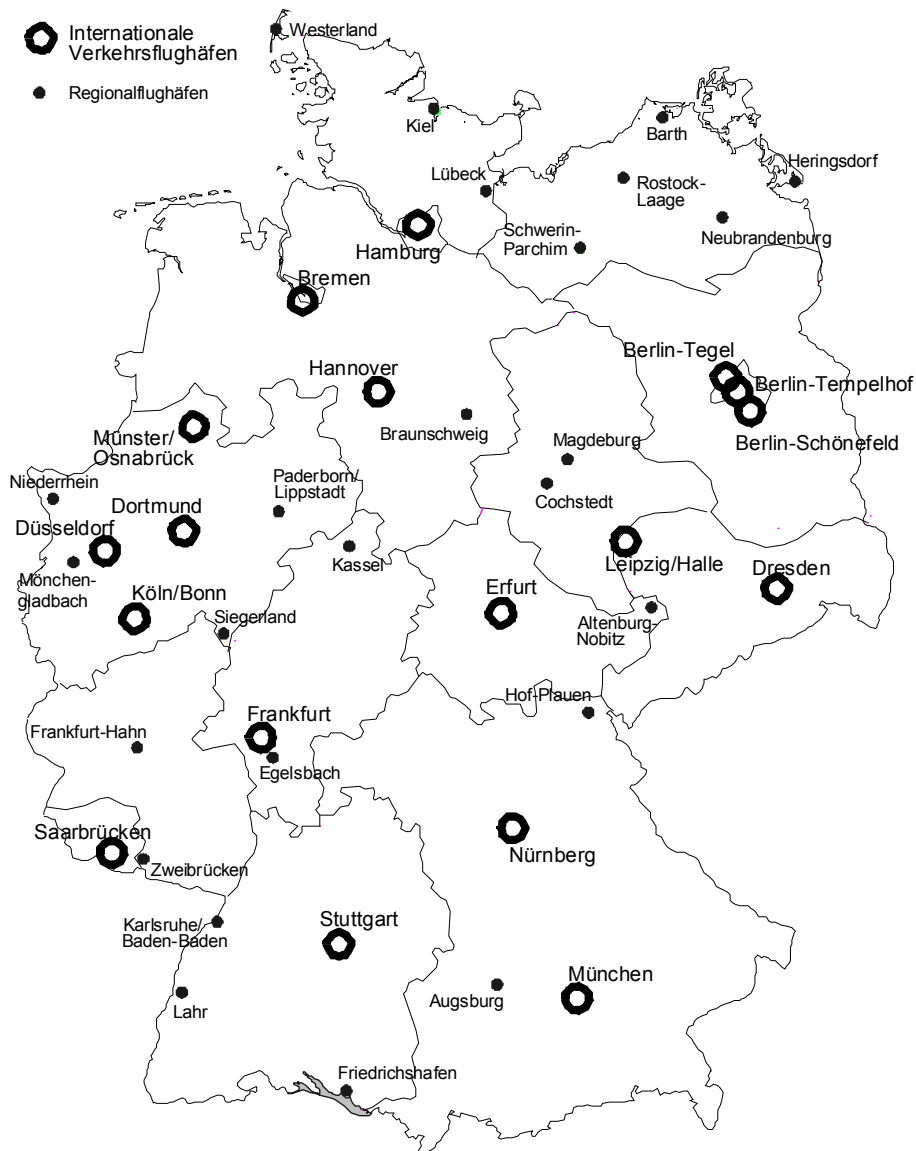 Internationale
Verkehrsflughäfen
Regionalflughäfen
Westerland
Kiel
Barth
Heringsdorf
Lübeck
Rostock-
Laage
Neubrandenburg
Schwerin-
Parchim
Hamburg
Bremen
Berlin-Tegel
Berlin-Tempelhof
Berlin-Schönefeld
Hannover
Braunschweig
Magdeburg
Cochstedt
Münster/
Osnabrück
Niederrhein
Paderborn/
Lippstadt
Dortmund
Düsseldorf
Mönchen-
gladbach
Kassel
Leipzig/Halle
Dresden
Köln/Bonn
Siegerland
Erfurt
Altenburg-
Nobitz
Hof-Plauen
Frankfurt
Frankfurt-Hahn
Egelsbach
Saarbrücken
Zweibrücken
Nürnberg
Karlsruhe/
Baden-Baden
Stuttgart
München
Augsburg
Lahr
Friedrichshafen